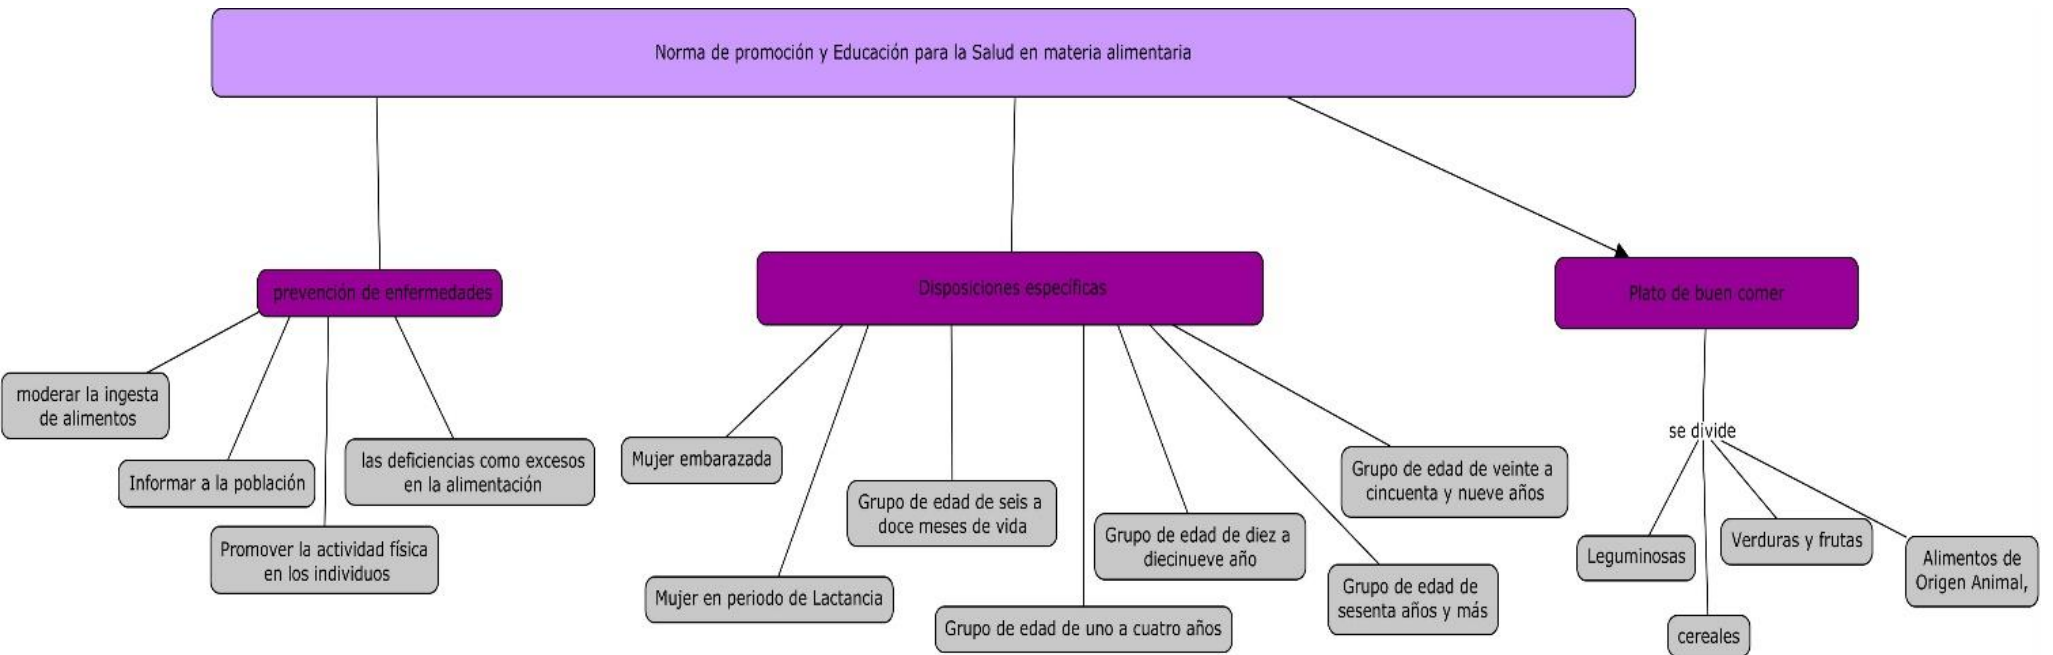 Norma de promoción y Educación para la Salud en materia alimentaria
prevención de enfermedades
Disposiciones específicas
Plato de buen comer
moderar la ingesta
de alimentos
Informar a la población
Promover la actividad física
en los individuos
las deficiencias como excesos
en la alimentación
Mujer embarazada
Mujer en periodo de Lactancia
Grupo de edad de seis a
doce meses de vida
Grupo de edad de uno a cuatro años
Grupo de edad de diez a
diecinueve año
Grupo de edad de
sesenta años y más
Grupo de edad de veinte a
cincuenta y nueve años
se divide
Leguminosas
cereales
Verduras y frutas
Alimentos de
Origen Animal,